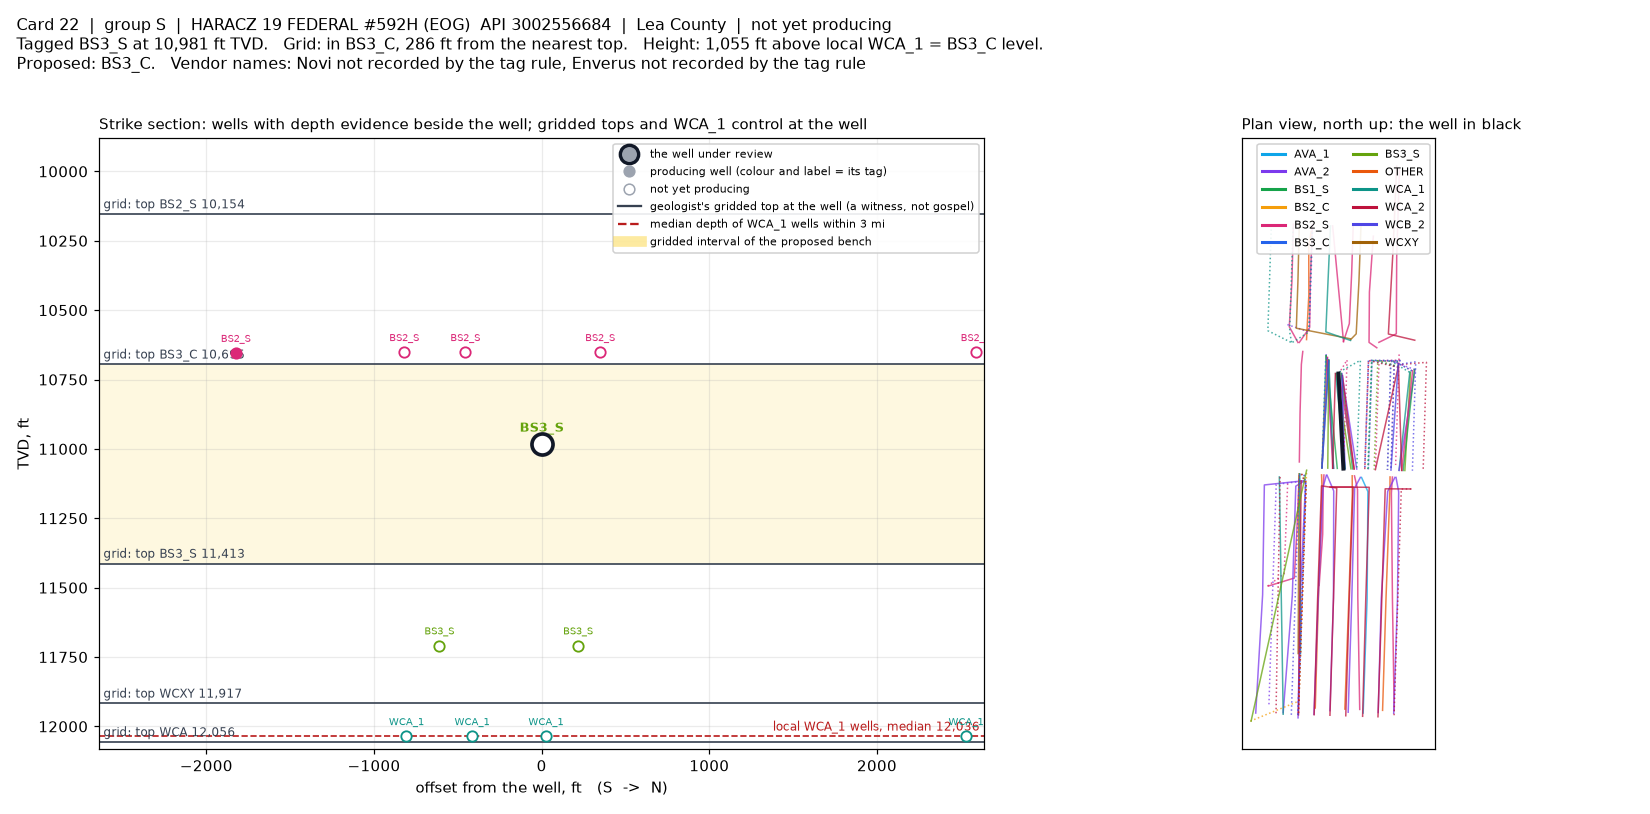 Card 22 | group S | HARACZ 19 FEDERAL #592H (EOG) API 3002556684 | Lea County | not yet producing
Tagged BS3_S at 10,981 ft TVD. Grid: in BS3_C, 286 ft from the nearest top. Height: 1,055 ft above local WCA_1 = BS3_C level.
Proposed: BS3_C. Vendor names: Novi not recorded by the tag rule, Enverus not recorded by the tag rule
Strike section: wells with depth evidence beside the well; gridded tops and WCA_1 control at the well
the well under review
producing well (colour and label = its tag)
not yet producing
geologist's gridded top at the well (a witness, not gospel)
median depth of WCA_1 wells within 3 mi
gridded interval of the proposed bench
10000
10250
10500
10750
11000
11250
11500
11750
12000
TVD, ft
grid: top BS2_S 10,154
BS2_S
BS2_S
BS2_S
BS2_S
BS2_
grid: top BS3_C
BS3_S
grid: top BS3_S 11,413
BS3_S
BS3_S
grid: top WCXY 11,917
WCA_1
WCA_1
WCA_1
WCA_1
local WCA_1 wells, median 12,036
grid: top WCA 12,056
−2000
−1000
0
1000
2000
offset from the well, ft (S -> N)
Plan view, north up: the well in black
AVA_1
AVA_2
BS1_S
BS2_C
BS2_S
BS3_C
BS3_S
OTHER
WCA_1
WCA_2
WCB_2
WCXY